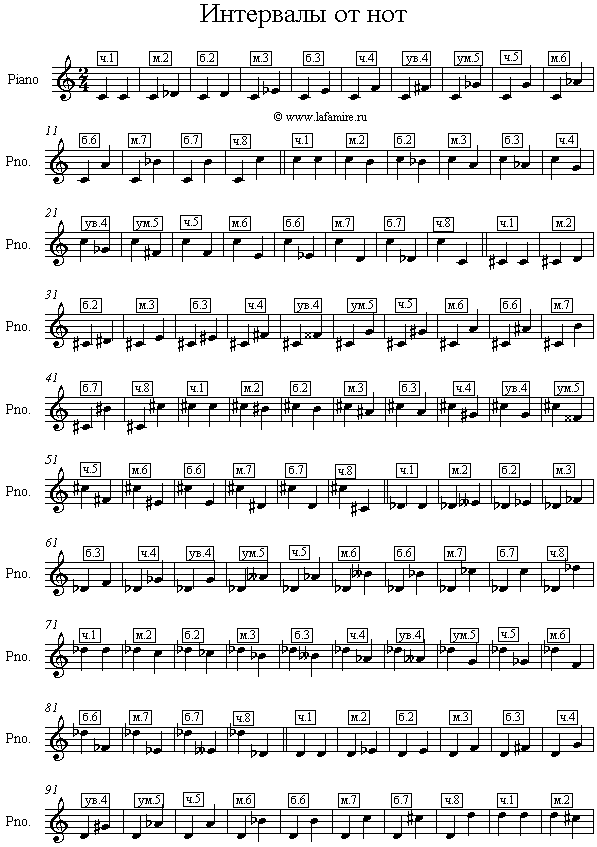 Интервалы от нот
ч.1 м.2 б.2 м.3 б.3 ч.4 ув.4 ум.5 ч.5 м.6
Piano 2 4
© www.lafamire.ru
11 б.6 м.7 б.7 ч.8 ч.1 м.2 б.2 м.3 б.3 ч.4
Pno.
21 ув.4 ум.5 ч.5 м.6 б.6 м.7 б.7 ч.8 ч.1 м.2
Pno.
31 б.2 м.3 б.3 ч.4 ув.4 ум.5 ч.5 м.6 б.6 м.7
Pno.
41 б.7 ч.8 ч.1 м.2 б.2 м.3 б.3 ч.4 ув.4 ум.5
Pno.
51 ч.5 м.6 б.6 м.7 б.7 ч.8 ч.1 м.2 б.2 м.3
Pno.
61 б.3 ч.4 ув.4 ум.5 ч.5 м.6 б.6 м.7 б.7 ч.8
Pno.
71 ч.1 м.2 б.2 м.3 б.3 ч.4 ув.4 ум.5 ч.5 м.6
Pno.
81 б.6 м.7 б.7 ч.8 ч.1 м.2 б.2 м.3 б.3 ч.4
Pno.
91 ув.4 ум.5 ч.5 м.6 б.6 м.7 б.7 ч.8 ч.1 м.2
Pno.